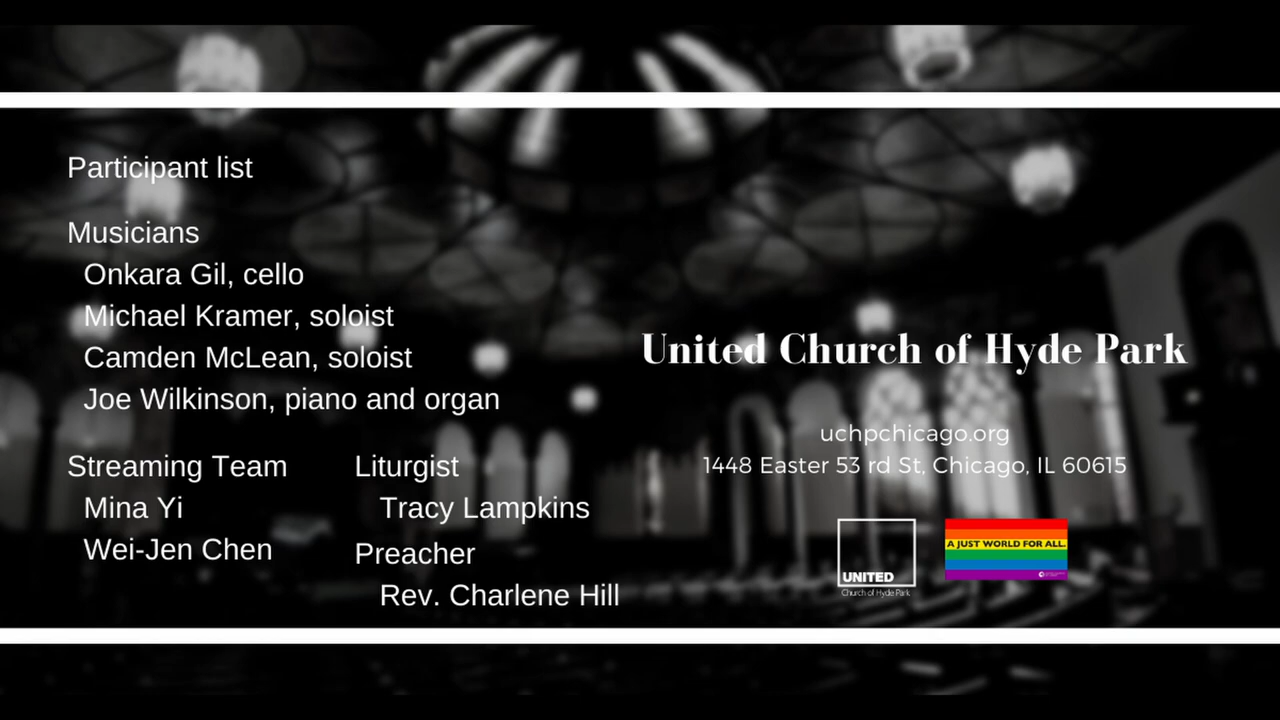 Participant list
Musicians
Onkara Gil, cello
Michael Kramer, soloist
Camden McLean, soloist
Joe Wilkinson, piano and organ
Streaming Team
Mina Yi
Wei-Jen Chen
Liturgist
Tracy Lampkins
Preacher
Rev. Charlene Hill
United Church of Hyde Park
uchpchicago.org
1448 Easter 53 rd St, Chicago, IL 60615
UNITED
Church of Hyde Park
A JUST WORLD FOR ALL.